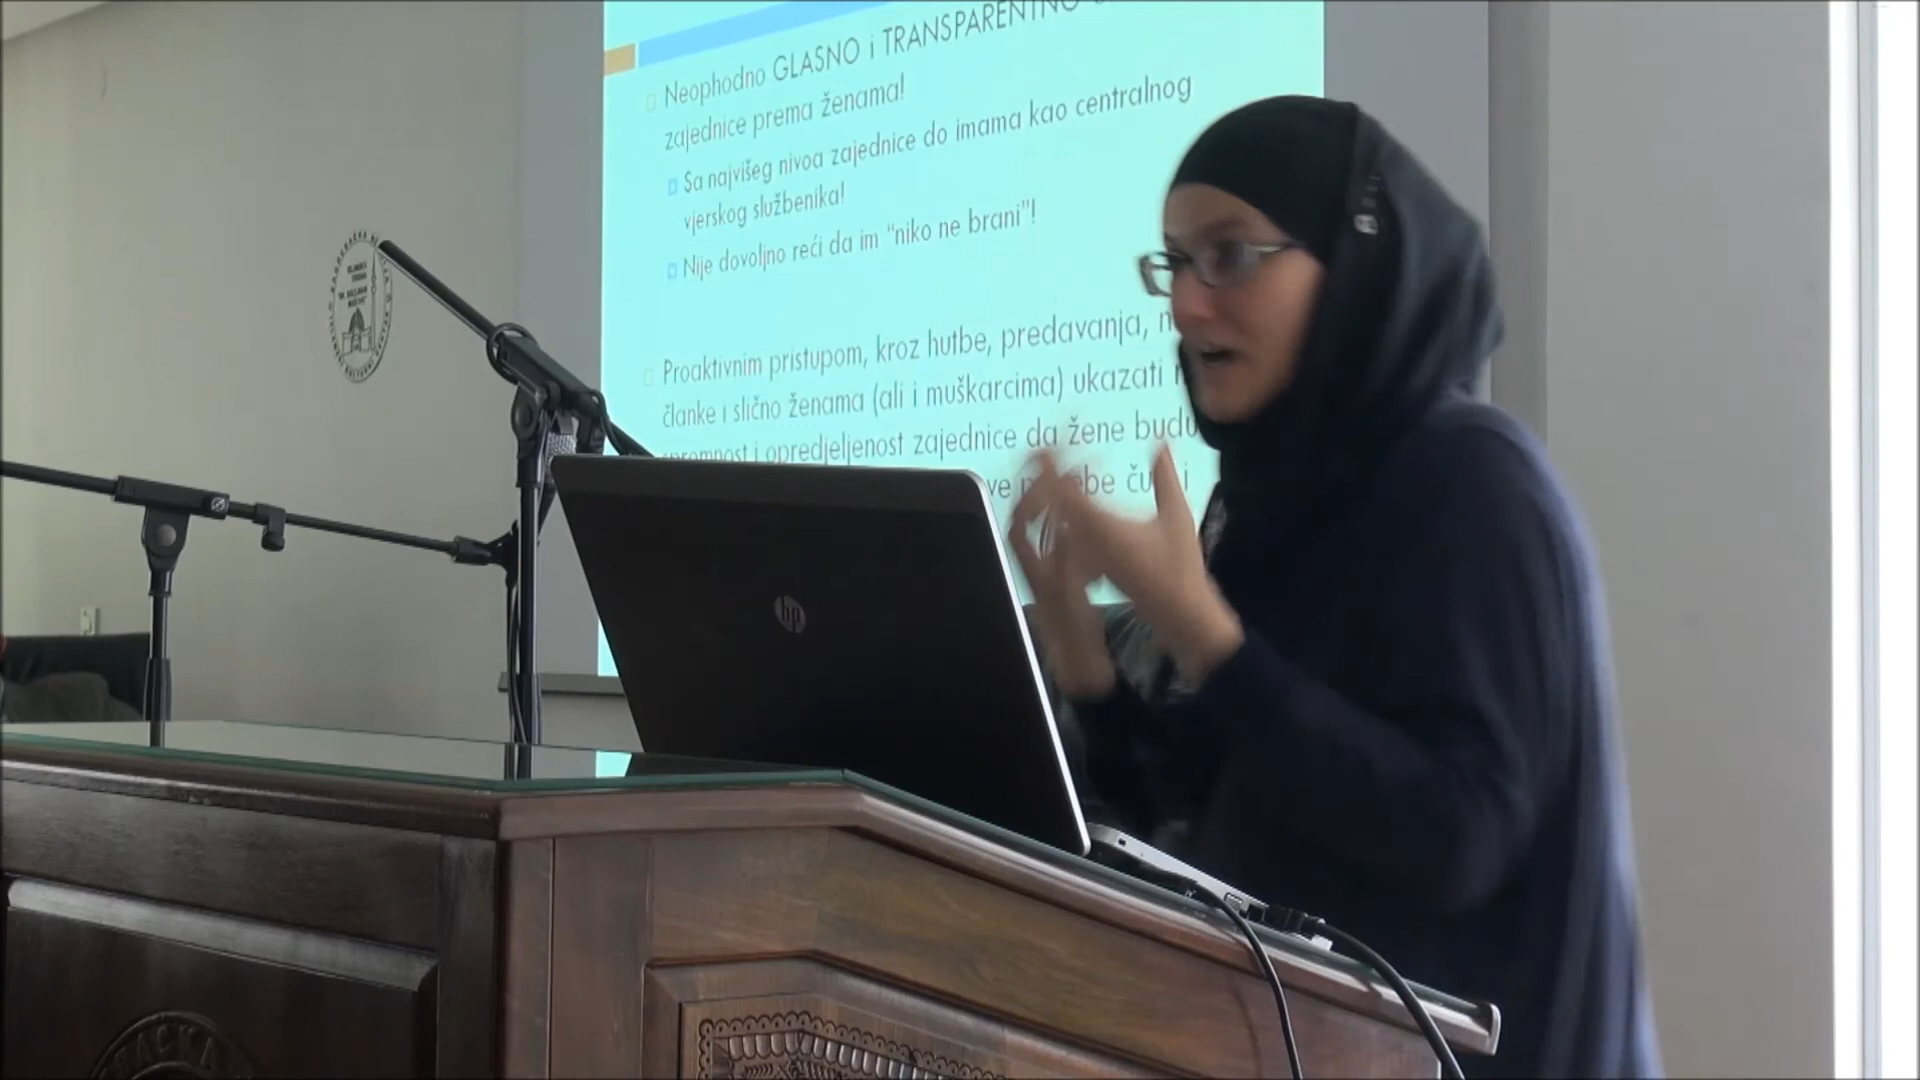 Neophodno GLASNO i TRANSPARENTNO
zajednice prema ženama!
Sa najvišeg nivoa zajednice do imama kao centralnog
vjerskog službenika!
Nije dovoljno reći da im "niko ne brani"!
Proaktivnim pristupom, kroz hutbe, predavanja,
članke i slično ženama (ali i muškarcima) ukazati
spremnost i opredjeljenost zajednice da žene budu
i
hp